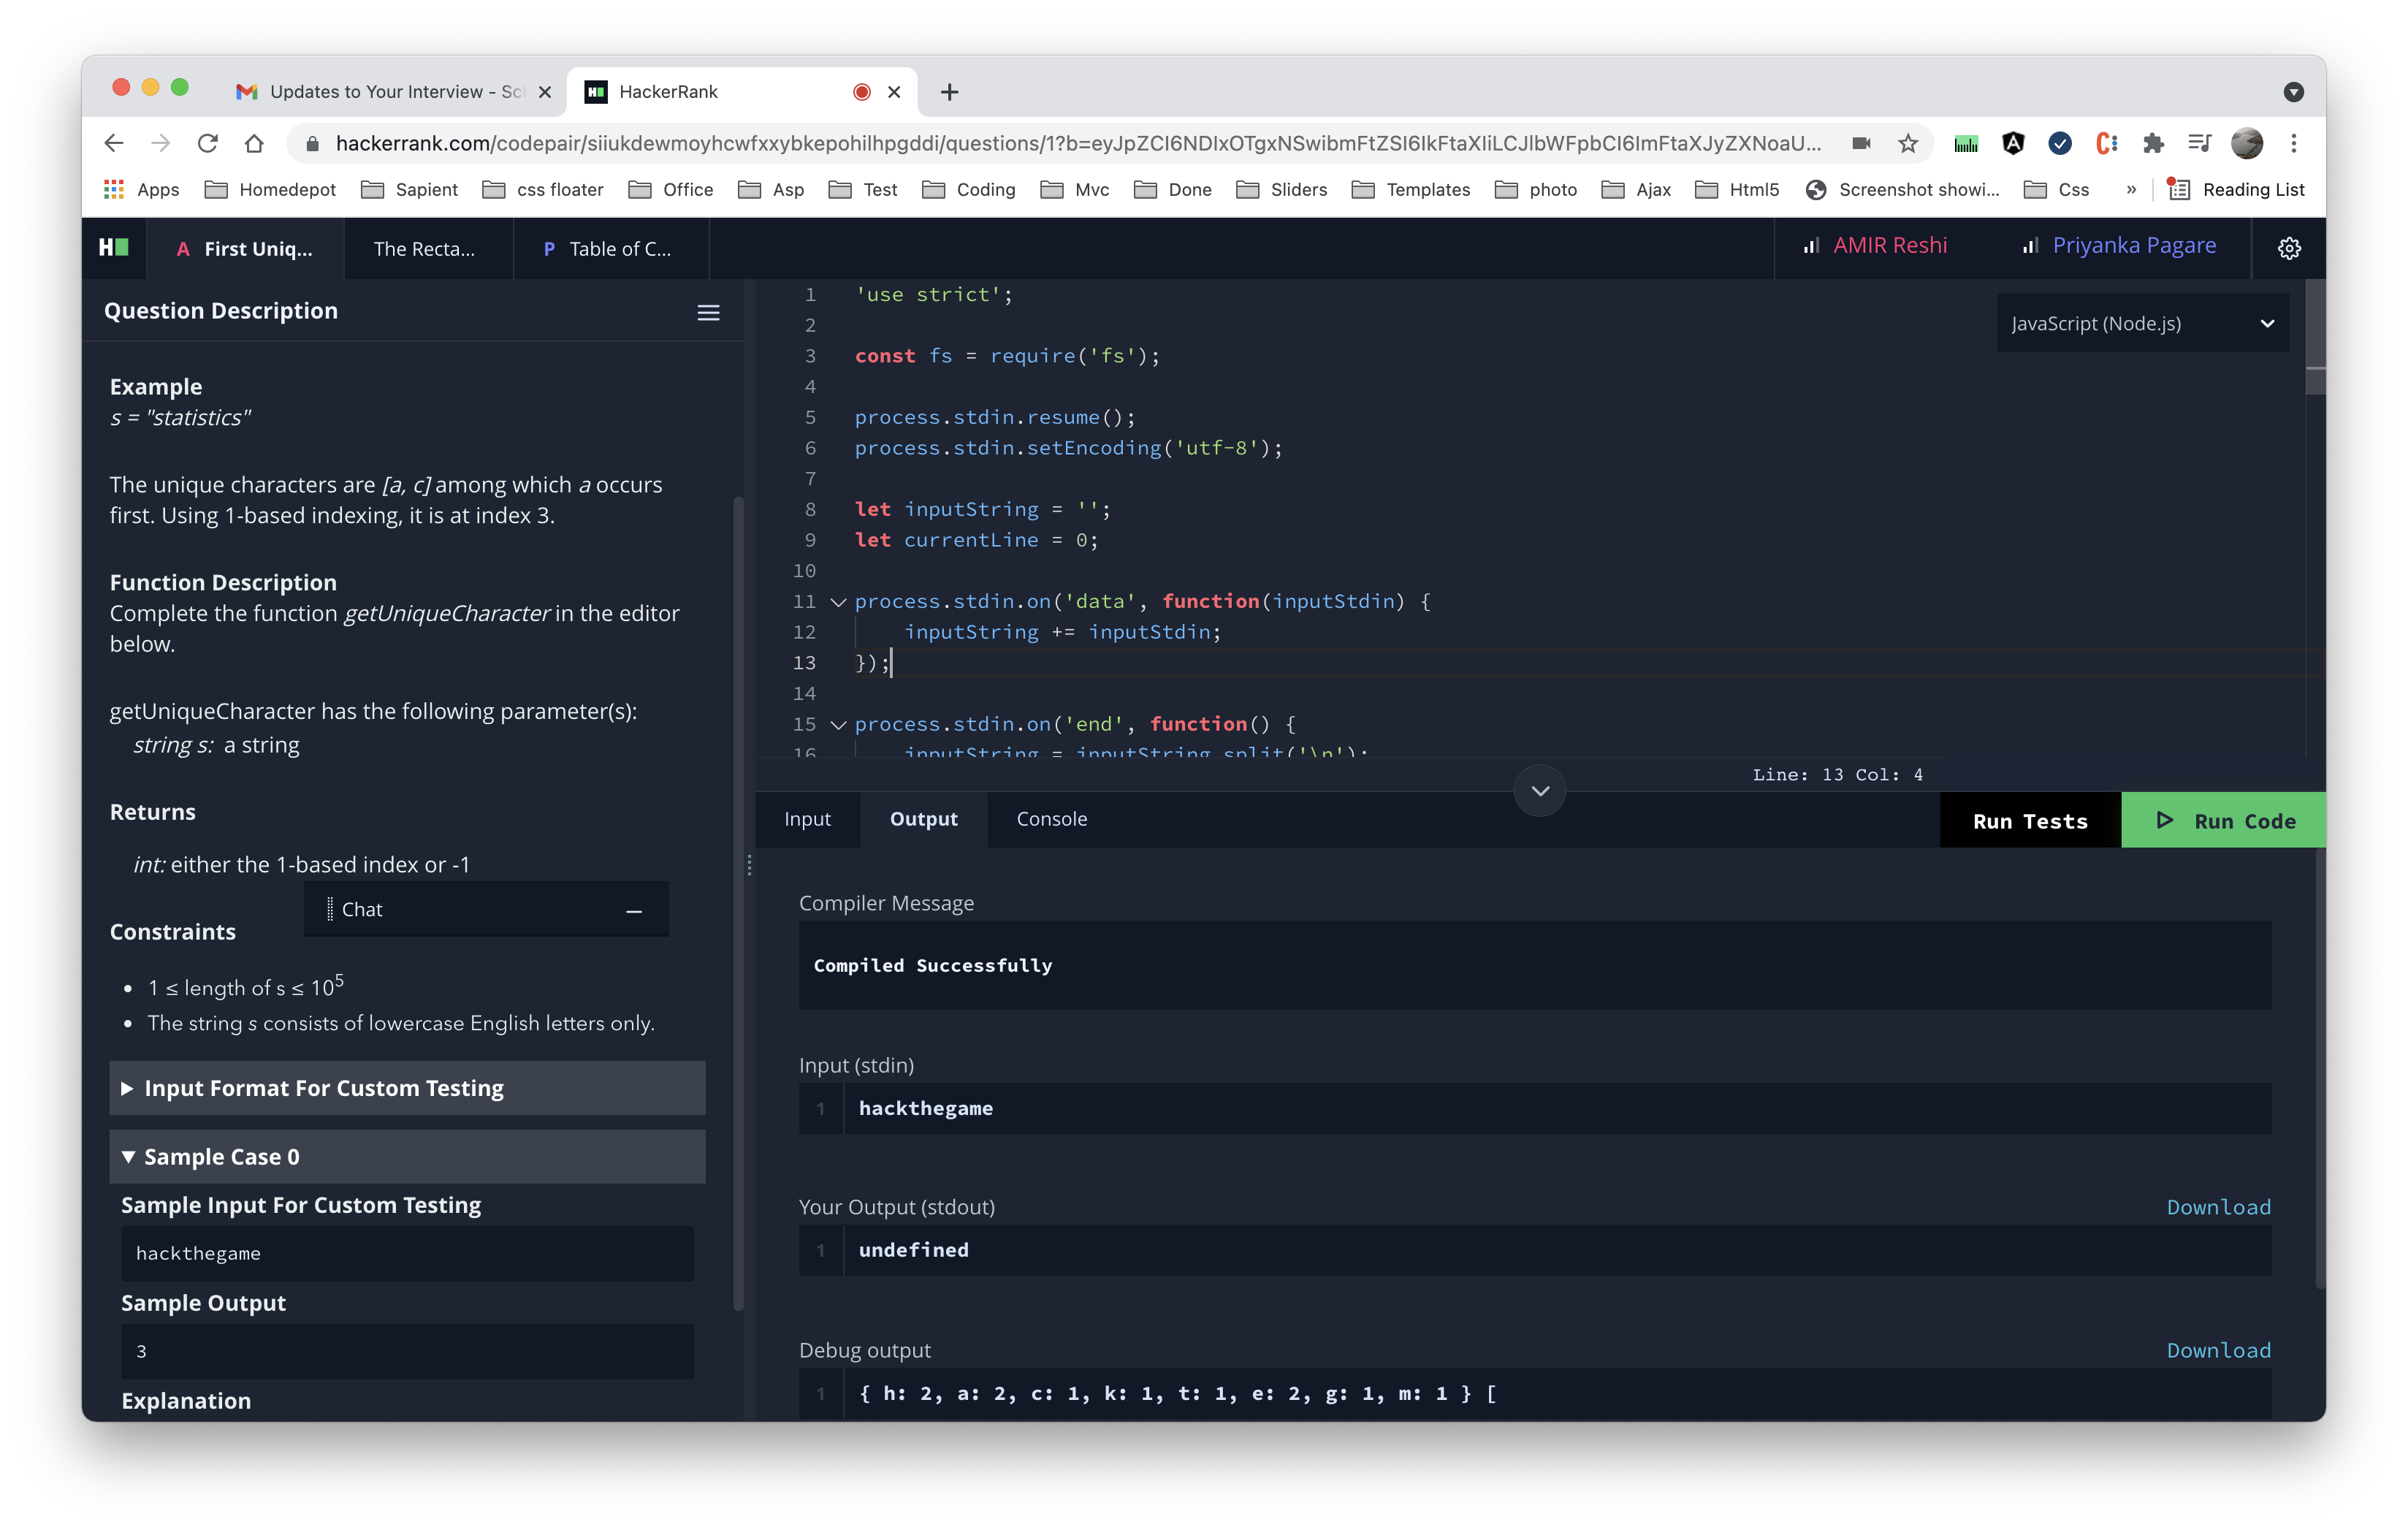 Updates to Your Interview - Scl
HackerRank
hackerrank.com/codepair/siiukdewmoyhcwfxxybkepohilhpgddi/questions/1?b=eyJpZCI6NDIxOTgxNSwibmFtZSI6IkFtaXIiLCJlbWFpbCI6ImFtaXJyZXNoaU...
Apps
Homedepot
Sapient
css floater
Office
Asp
Test
Coding
Mvc
Done
Sliders
Templates
photo
Ajax
Html5
Screenshot showi...
Css
»
Reading List
H
A First Uniq...
The Recta...
P Table of C...
AMIR Reshi
Priyanka Pagare
Question Description
Example
s = "statistics"
The unique characters are [a, c] among which a occurs
first. Using 1-based indexing, it is at index 3.
Function Description
Complete the function getUniqueCharacter in the editor
below.
getUniqueCharacter has the following parameter(s):
string s: a string
Returns
int: either the 1-based index or -1
Chat
Constraints
• 1 ≤ length of s ≤ 10⁵
• The string s consists of lowercase English letters only.
Input Format For Custom Testing
Sample Case 0
Sample Input For Custom Testing
hackthegame
Sample Output
3
Explanation
JavaScript (Node.js)
1 'use strict';
2
3 const fs = require('fs');
4
5 process.stdin.resume();
6 process.stdin.setEncoding('utf-8');
7
8 let inputString = '';
9 let currentLine = 0;
10
11 process.stdin.on('data', function(inputStdin) {
12 inputString += inputStdin;
13 });
14
15 process.stdin.on('end', function() {
16 inputString = inputString.split('\n');
Line: 13 Col: 4
Input
Output
Console
Run Tests
Run Code
Compiler Message
Compiled Successfully
Input (stdin)
1 hackthegame
Your Output (stdout)
Download
1 undefined
Debug output
Download
1 { h: 2, a: 2, c: 1, k: 1, t: 1, e: 2, g: 1, m: 1 } [